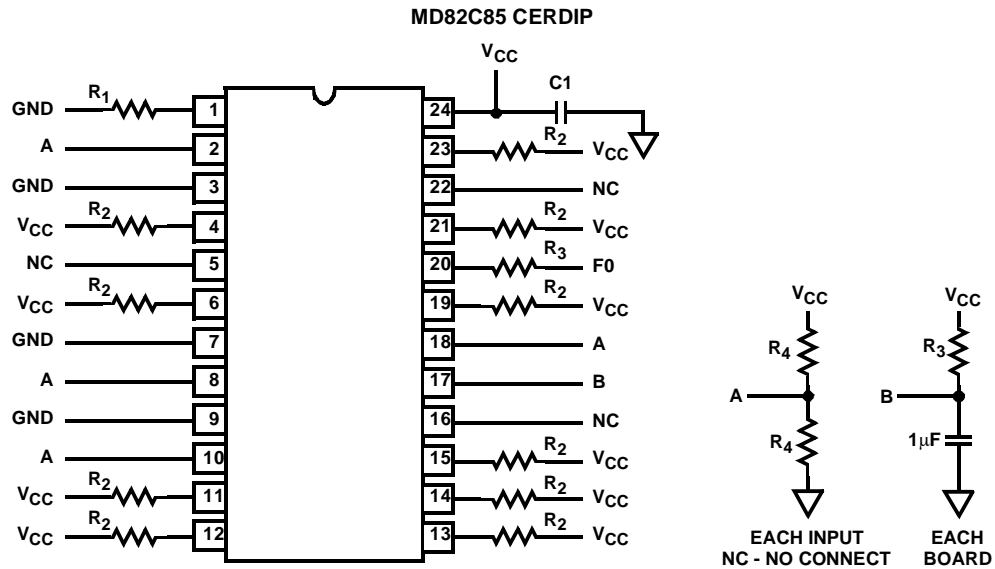 MD82C85 CERDIP
VCC
C1
GND R1 1
A 2
GND 3
VCC R2 4
NC 5
VCC R2 6
GND 7
A 8
GND 9
A 10
VCC R2 11
VCC R2 12
24
23 R2 VCC
22 NC
21 R2 VCC
20 R3 F0
19 R2 VCC
18 A
17 B
16 NC
15 R2 VCC
14 R2 VCC
13 R2 VCC
VCC
R4
A
R4
EACH INPUT
NC - NO CONNECT
VCC
R3
B
1µF
EACH
BOARD